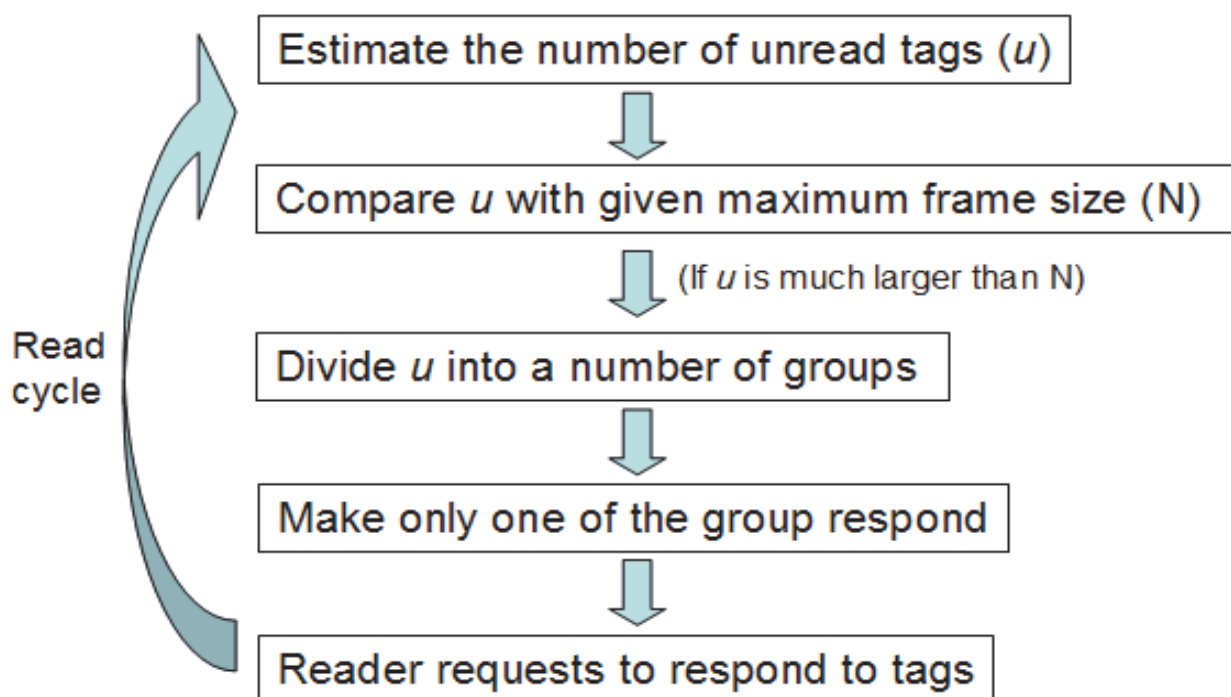 Estimate the number of unread tags (u)
Compare u with given maximum frame size (N)
(If u is much larger than N)
Divide u into a number of groups
Read
cycle
Make only one of the group respond
Reader requests to respond to tags